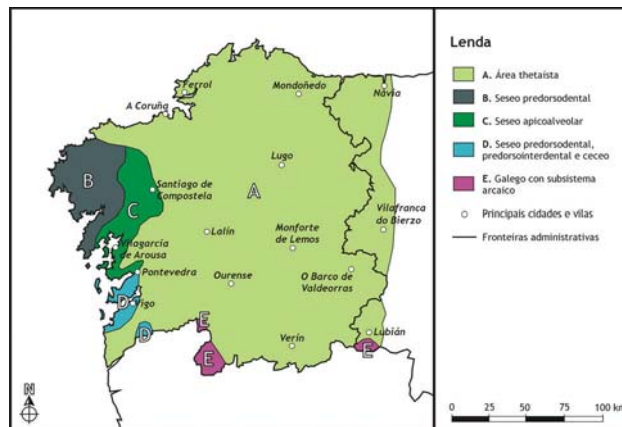 Ferrol
Mondoñedo
Návia
A Coruña
Lugo
B
Santiago de
Compostela
A
C
Vilafranca
do Bierzo
Lalín
Monforte
de Lemos
Vilagarcía
de Arousa
Pontevedra
Ourense
O Barco de
Valdeorras
D
Vigo
D
E
Lubián
Verín
E
E
N
Lenda
A. Área thetaísta
B. Seseo predorsodental
C. Seseo apicoalveolar
D. Seseo predorsodental,
predorsointerdental e ceceo
E. Galego con subsistema
arcaico
Principais cidades e vilas
Fronteiras administrativas
0 25 50 75 100 km